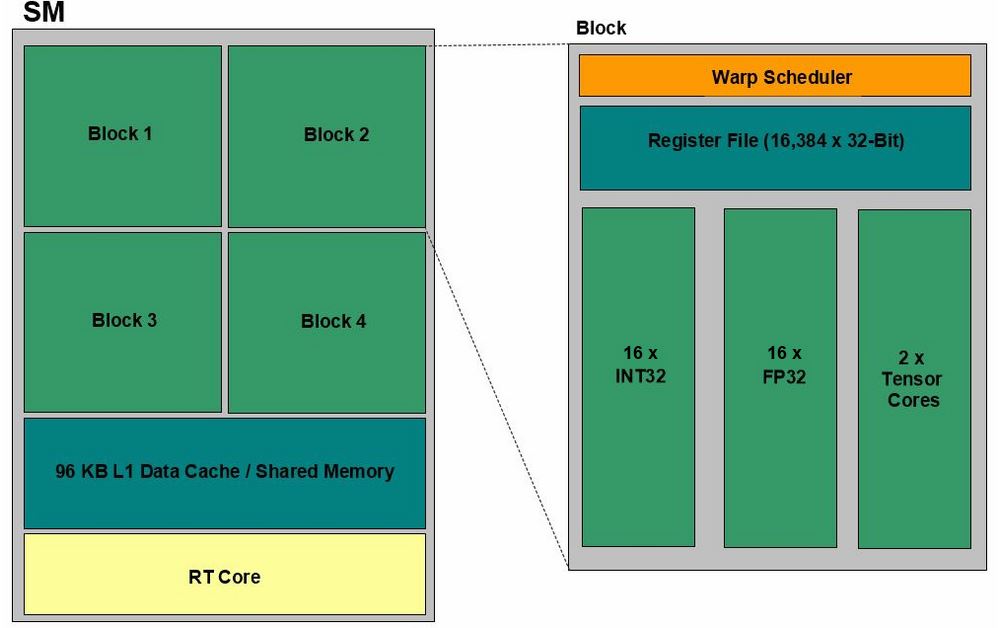 SM
Block 1
Block 2
Block 3
Block 4
96 KB L1 Data Cache / Shared Memory
RT Core
Block
Warp Scheduler
Register File (16,384 x 32-Bit)
16 x
INT32
16 x
FP32
2 x
Tensor
Cores